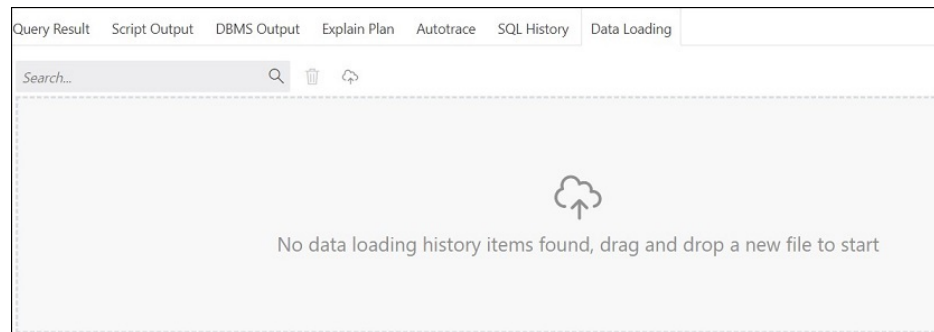 Query Result Script Output DBMS Output Explain Plan Autotrace SQL History Data Loading
Search...
No data loading history items found, drag and drop a new file to start